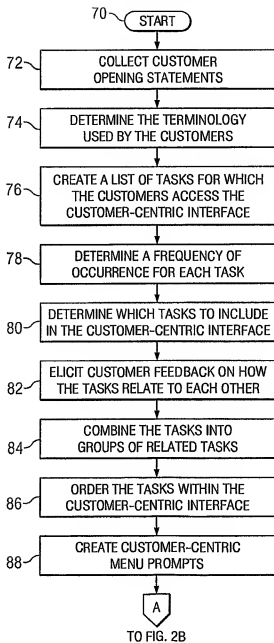 70 START
72 COLLECT CUSTOMER
OPENING STATEMENTS
74 DETERMINE THE TERMINOLOGY
USED BY THE CUSTOMERS
76 CREATE A LIST OF TASKS FOR WHICH
THE CUSTOMERS ACCESS THE
CUSTOMER-CENTRIC INTERFACE
78 DETERMINE A FREQUENCY OF
OCCURRENCE FOR EACH TASK
80 DETERMINE WHICH TASKS TO INCLUDE
IN THE CUSTOMER-CENTRIC INTERFACE
82 ELICIT CUSTOMER FEEDBACK ON HOW
THE TASKS RELATE TO EACH OTHER
84 COMBINE THE TASKS INTO
GROUPS OF RELATED TASKS
86 ORDER THE TASKS WITHIN THE
CUSTOMER-CENTRIC INTERFACE
88 CREATE CUSTOMER-CENTRIC
MENU PROMPTS
A
TO FIG. 2B